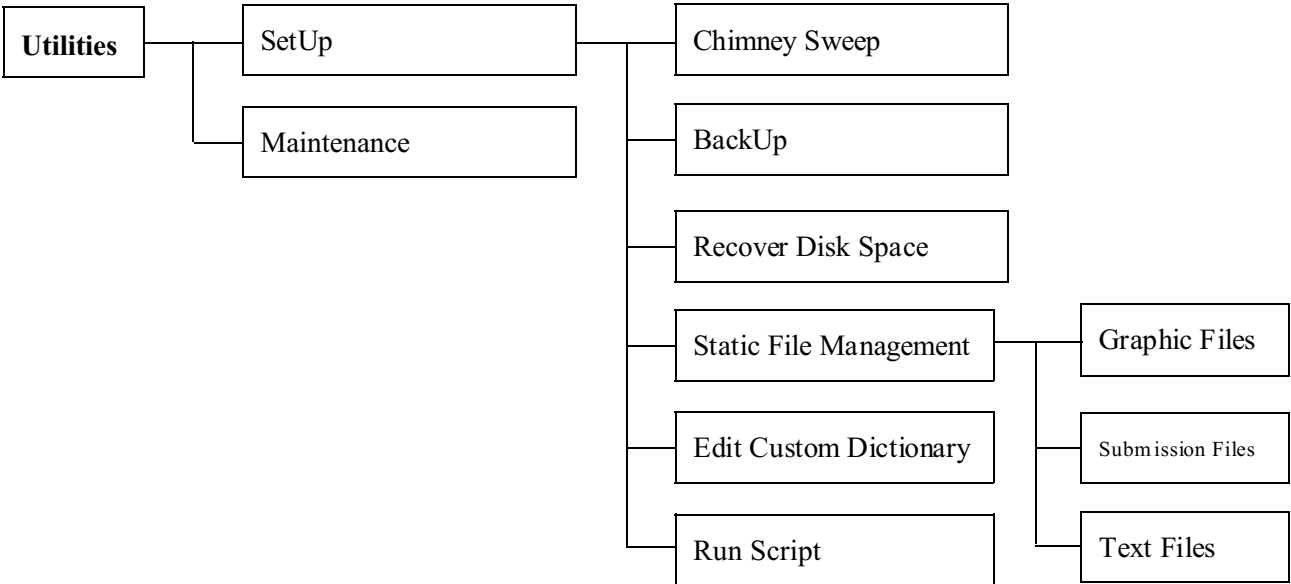 Utilities
SetUp
Maintenance
Chimney Sweep
BackUp
Recover Disk Space
Static File Management
Edit Custom Dictionary
Run Script
Graphic Files
Submission Files
Text Files